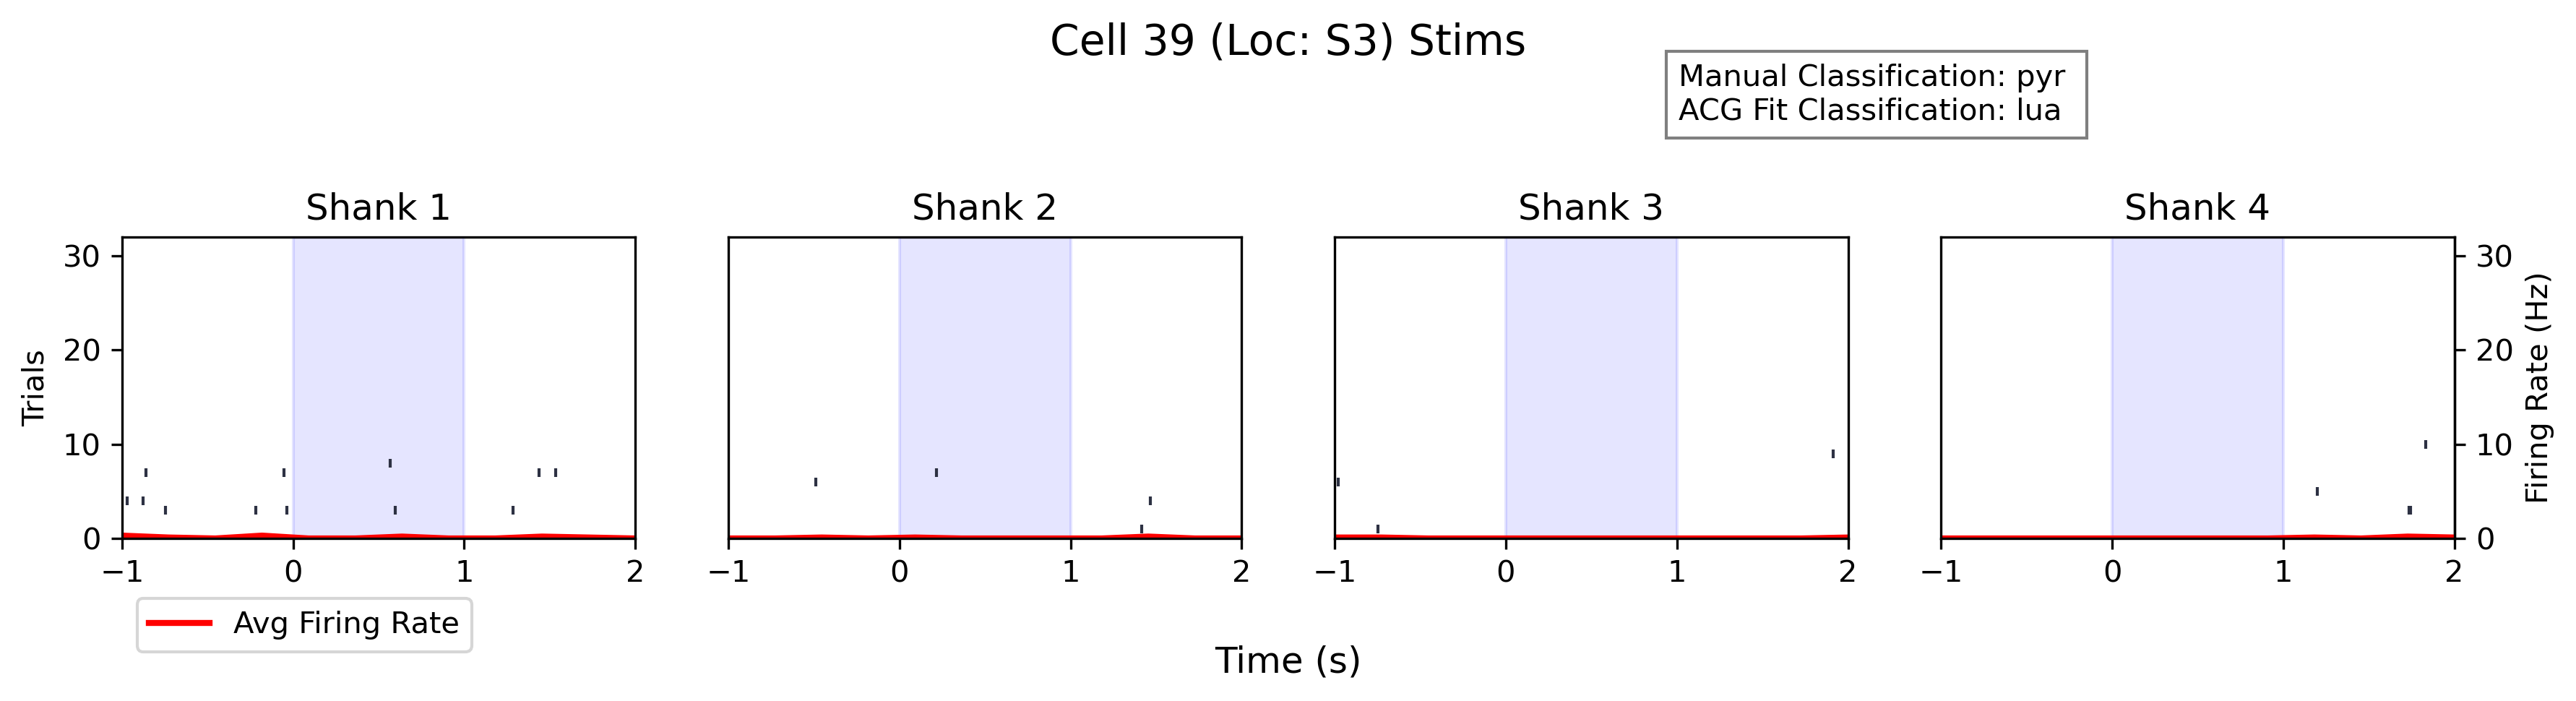 Cell 39 (Loc: S3) Stims
Manual Classification: pyr
ACG Fit Classification: lua
Shank 1
Shank 2
Shank 3
Shank 4
Trials
30
20
10
0
−1 0 1 2
−1 0 1 2
−1 0 1 2
−1 0 1 2
30
20
10
0
Firing Rate (Hz)
Avg Firing Rate
Time (s)